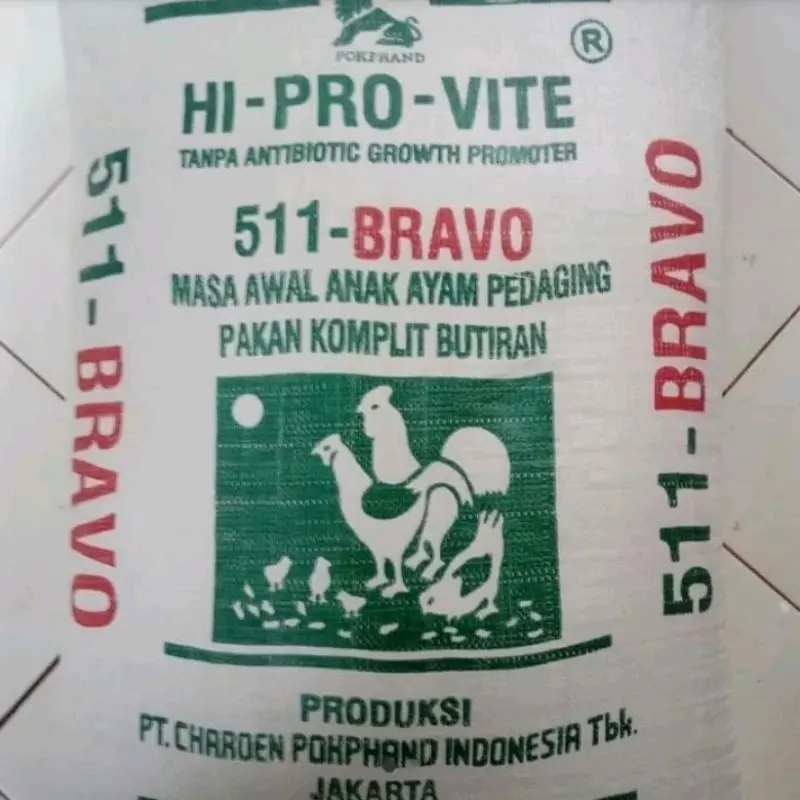 POKPHAND
®
HI-PRO-VITE
TANPA ANTIBIOTIC GROWTH PROMOTER
511-BRAVO
MASA AWAL ANAK AYAM PEDAGING
PAKAN KOMPLIT BUTIRAN
511-BRAVO
511-BRAVO
PRODUKSI
PT. CHAROEN POKPHAND INDONESIA Tbk.
JAKARTA